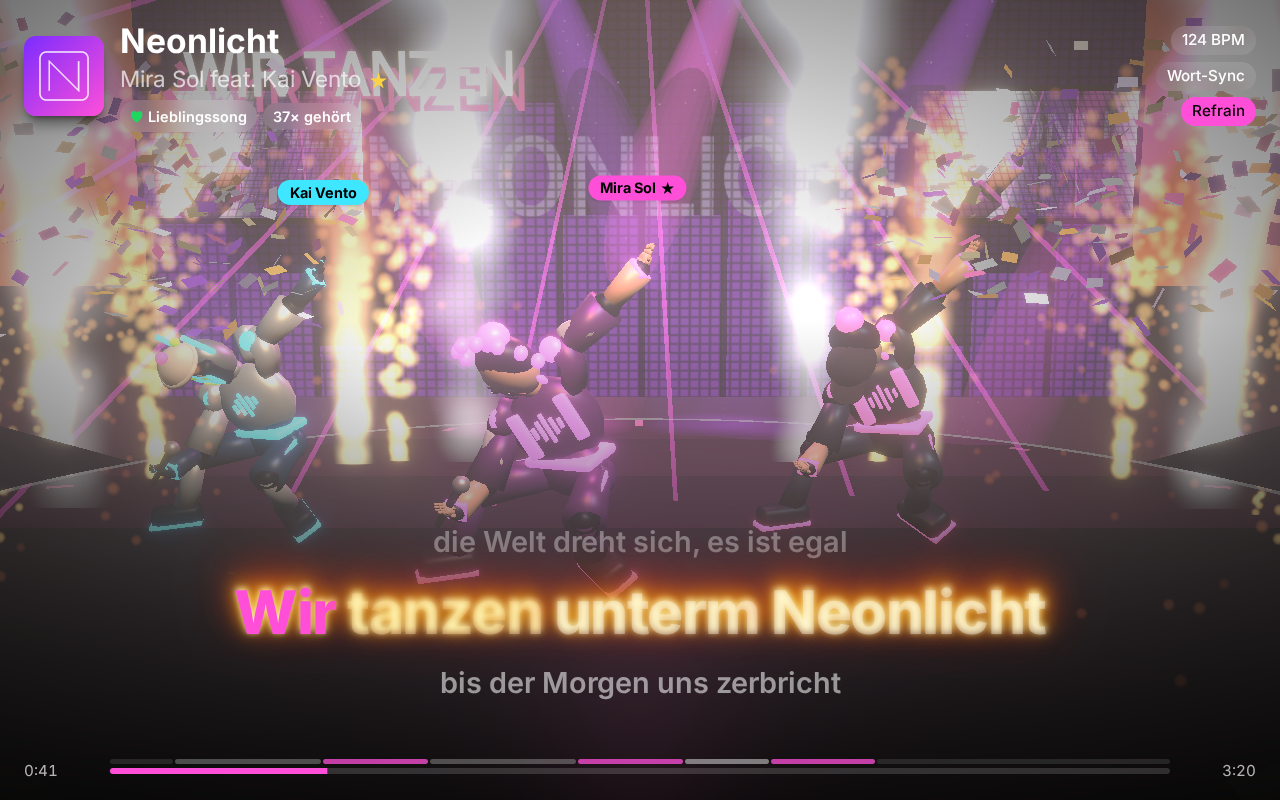 Neonlicht
WIR TANZEN
Mira Sol feat. Kai Vento ★
Lieblingssong
37× gehört
124 BPM
Wort-Sync
Refrain
N
NEONLICHT
Kai Vento
Mira Sol ★
die Welt dreht sich, es ist egal
Wir tanzen unterm Neonlicht
bis der Morgen uns zerbricht
0:41
3:20